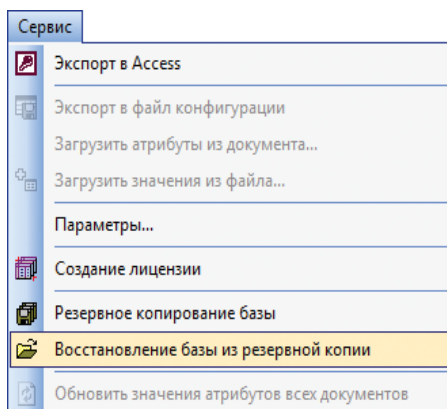 Сервис
Экспорт в Access
Экспорт в файл конфигурации
Загрузить атрибуты из документа...
Загрузить значения из файла...
Параметры...
Создание лицензии
Резервное копирование базы
Восстановление базы из резервной копии
Обновить значения атрибутов всех документов